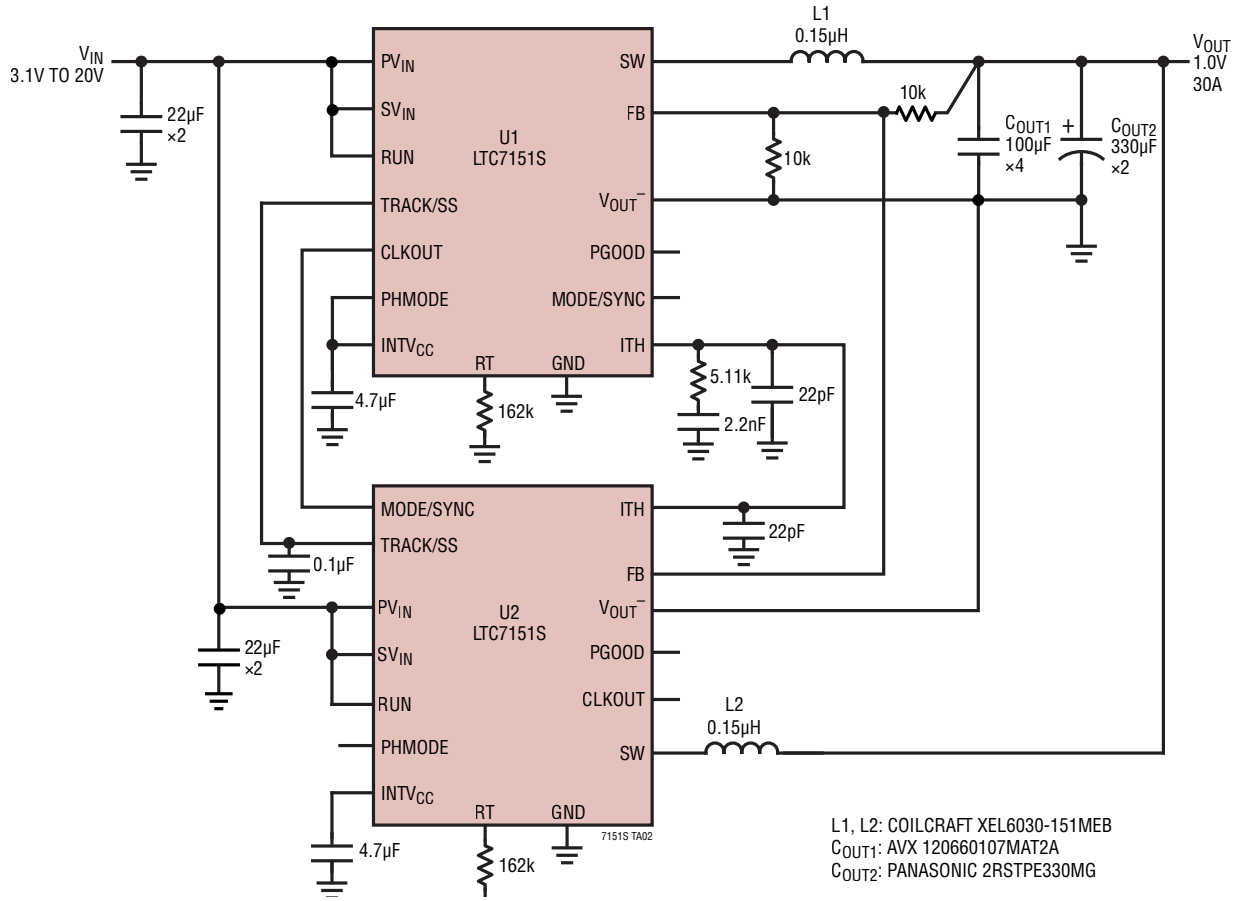 L1
0.15µH
V_IN
3.1V TO 20V
V_OUT
1.0V
30A
PV_IN
SW
22µF
×2
SV_IN
FB
10k
U1
LTC7151S
C_OUT1
100µF
×4
+
C_OUT2
330µF
×2
RUN
10k
TRACK/SS
V_OUT⁻
CLKOUT
PGOOD
PHMODE
MODE/SYNC
INTV_CC
ITH
RT
GND
4.7µF
162k
5.11k
2.2nF
22pF
MODE/SYNC
ITH
TRACK/SS
22pF
0.1µF
FB
PV_IN
V_OUT⁻
U2
LTC7151S
22µF
×2
SV_IN
PGOOD
RUN
CLKOUT
L2
0.15µH
PHMODE
SW
INTV_CC
RT
GND
7151S TA02
4.7µF
162k
L1, L2: COILCRAFT XEL6030-151MEB
C_OUT1: AVX 120660107MAT2A
C_OUT2: PANASONIC 2RSTPE330MG